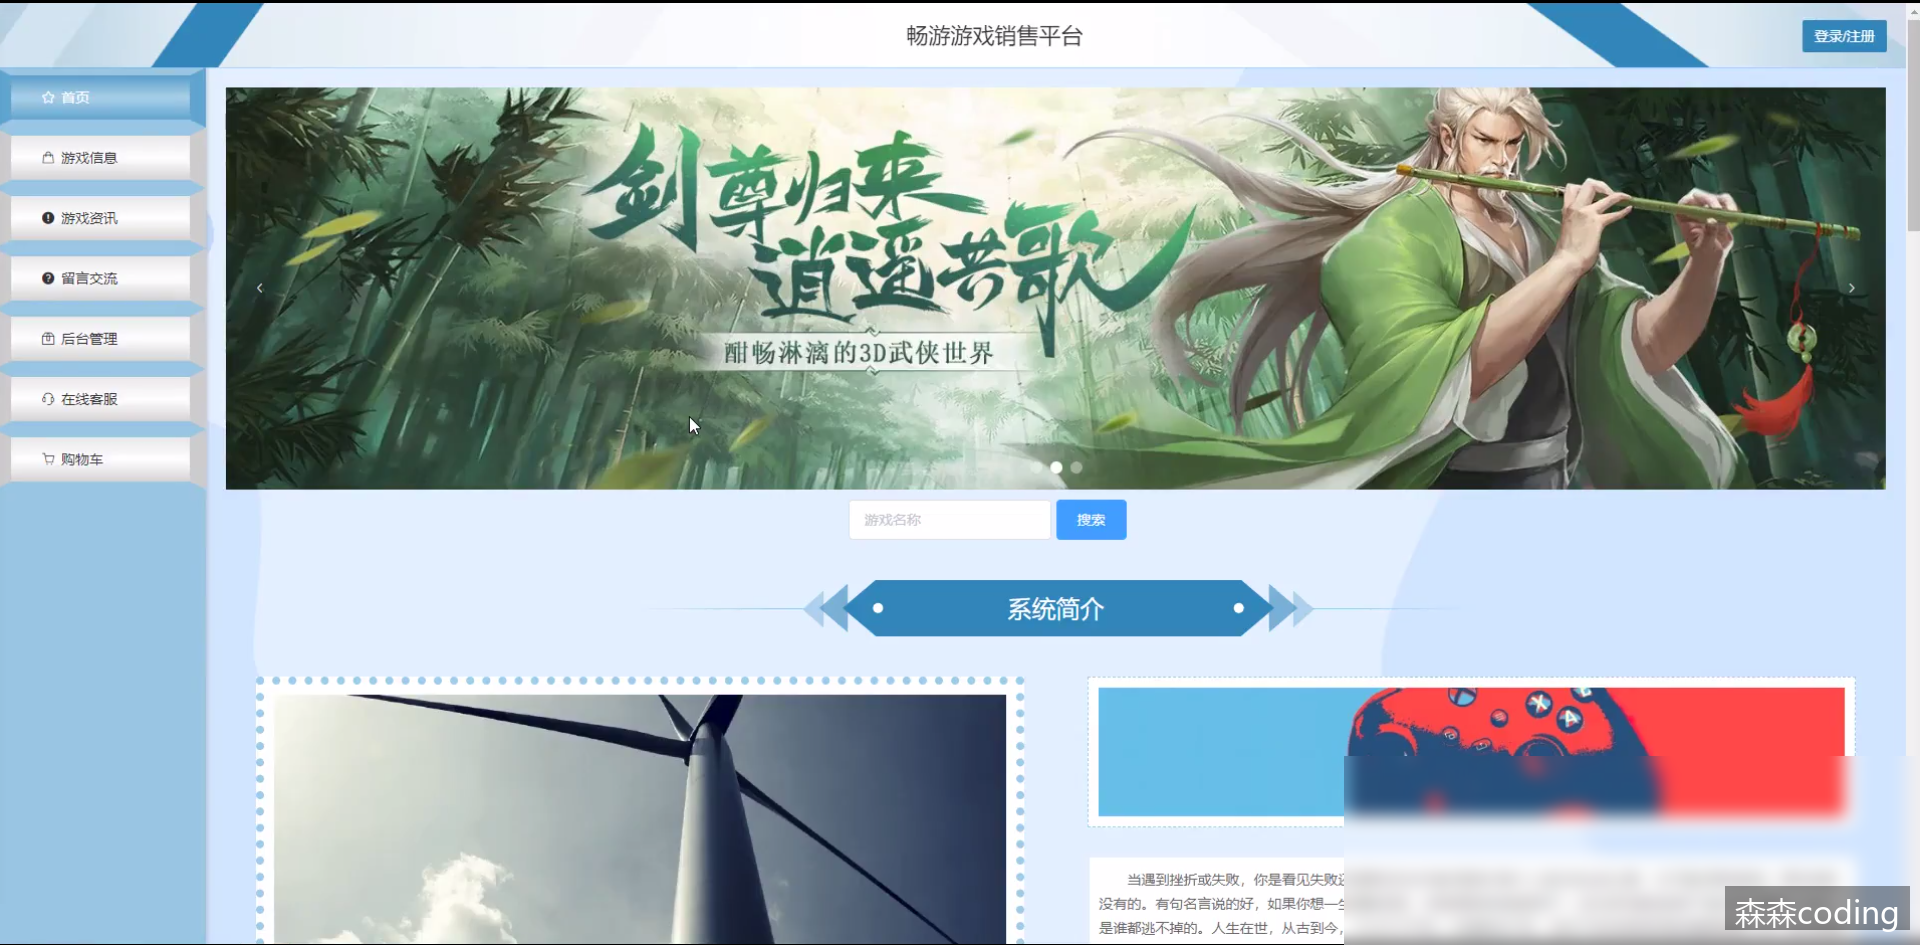 畅游游戏销售平台
登录/注册
首页
游戏信息
游戏资讯
留言交流
后台管理
在线客服
购物车
剑尊归来
逍遥共歌
酣畅淋漓的3D武侠世界
游戏名称
搜索
系统简介
X
A
当遇到挫折或失败，你是看见失败还
没有的。有句名言说的好，如果你想一生
是谁都逃不掉的。人生在世，从古到今，
森森coding